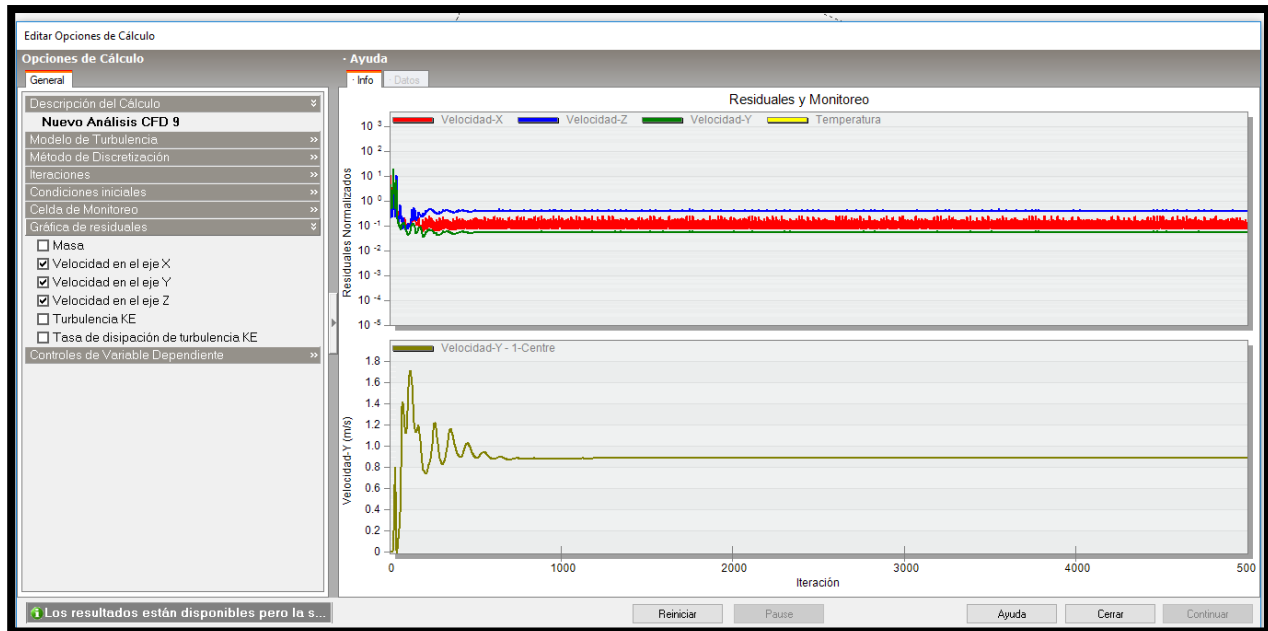 Editar Opciones de Cálculo
Opciones de Cálculo
General
Descripción del Cálculo
Nuevo Análisis CFD 9
Modelo de Turbulencia
Método de Discretización
Iteraciones
Condiciones iniciales
Celda de Monitoreo
Gráfica de residuales
Masa
Velocidad en el eje X
Velocidad en el eje Y
Velocidad en el eje Z
Turbulencia KE
Tasa de disipación de turbulencia KE
Controles de Variable Dependiente
Los resultados están disponibles pero la s...
· Ayuda
· Info Datos
Residuales y Monitoreo
Velocidad-X Velocidad-Z Velocidad-Y Temperatura
Residuales Normalizados
10 3
10 2
10 1
10 0
10 -1
10 -2
10 -3
10 -4
10 -5
Velocidad-Y - 1-Centre
Velocidad-Y (m/s)
1.8
1.6
1.4
1.2
1.0
0.8
0.6
0.4
0.2
0
0 1000 2000 3000 4000 500
Iteración
Reiniciar Pause Ayuda Cerrar Continuar